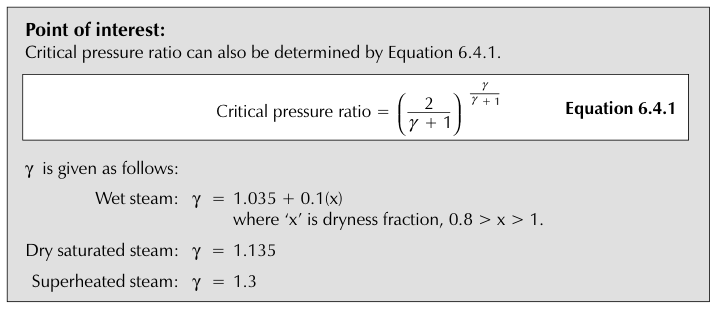 Point of interest:
Critical pressure ratio can also be determined by Equation 6.4.1.
Critical pressure ratio = (2 / γ + 1)^(γ / γ + 1) Equation 6.4.1
γ is given as follows:
Wet steam: γ = 1.035 + 0.1(x)
where ‘x’ is dryness fraction, 0.8 > x > 1.
Dry saturated steam: γ = 1.135
Superheated steam: γ = 1.3